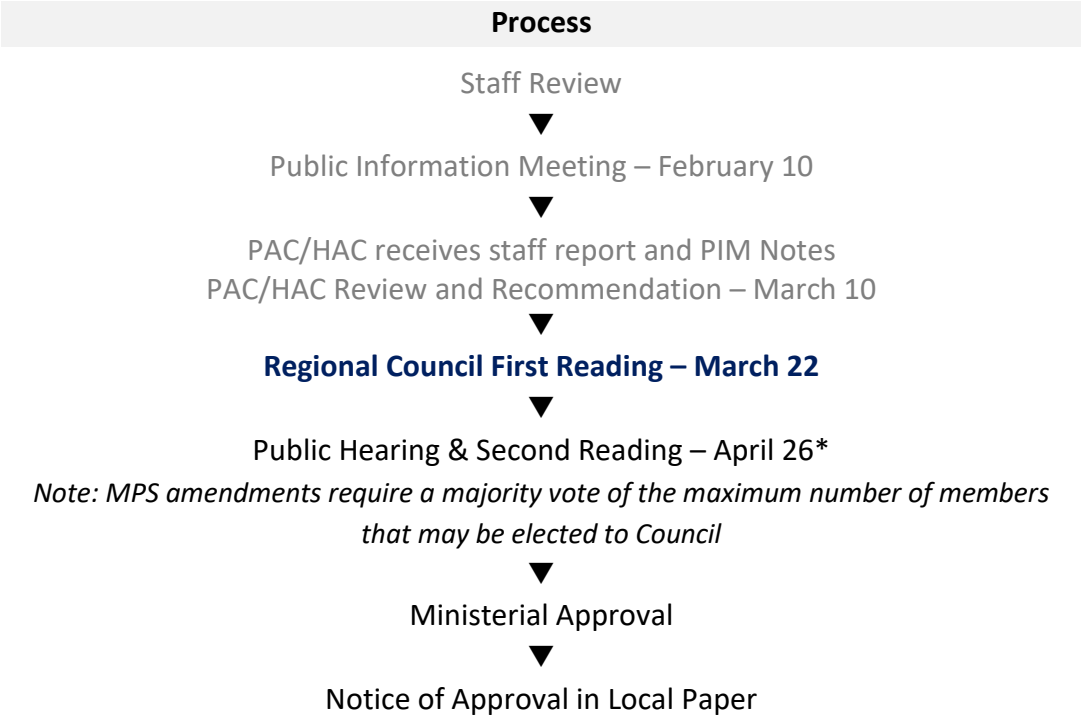 Process
Staff Review
Public Information Meeting – February 10
PAC/HAC receives staff report and PIM Notes
PAC/HAC Review and Recommendation – March 10
Regional Council First Reading – March 22
Public Hearing & Second Reading – April 26*
Note: MPS amendments require a majority vote of the maximum number of members
that may be elected to Council
Ministerial Approval
Notice of Approval in Local Paper